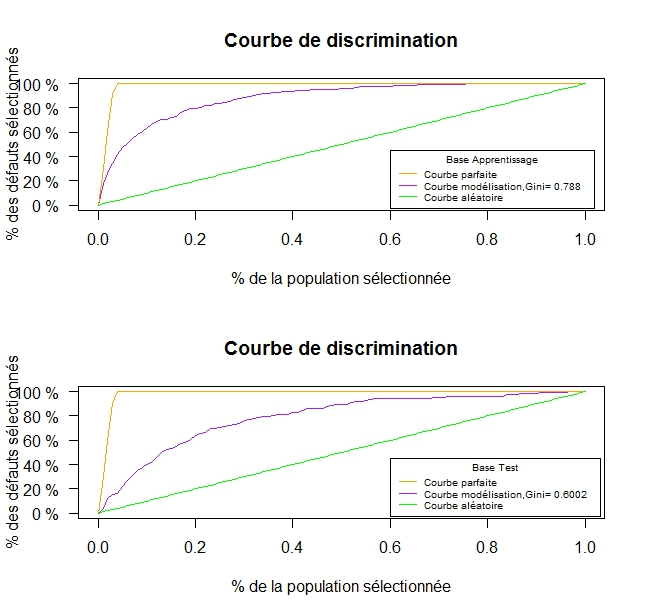 Courbe de discrimination
% des défauts sélectionnés
100 %
80 %
60 %
40 %
20 %
0 %
Base Apprentissage
Courbe parfaite
Courbe modélisation,Gini= 0.788
Courbe aléatoire
0.0 0.2 0.4 0.6 0.8 1.0
% de la population sélectionnée
Courbe de discrimination
% des défauts sélectionnés
100 %
80 %
60 %
40 %
20 %
0 %
Base Test
Courbe parfaite
Courbe modélisation,Gini= 0.6002
Courbe aléatoire
0.0 0.2 0.4 0.6 0.8 1.0
% de la population sélectionnée